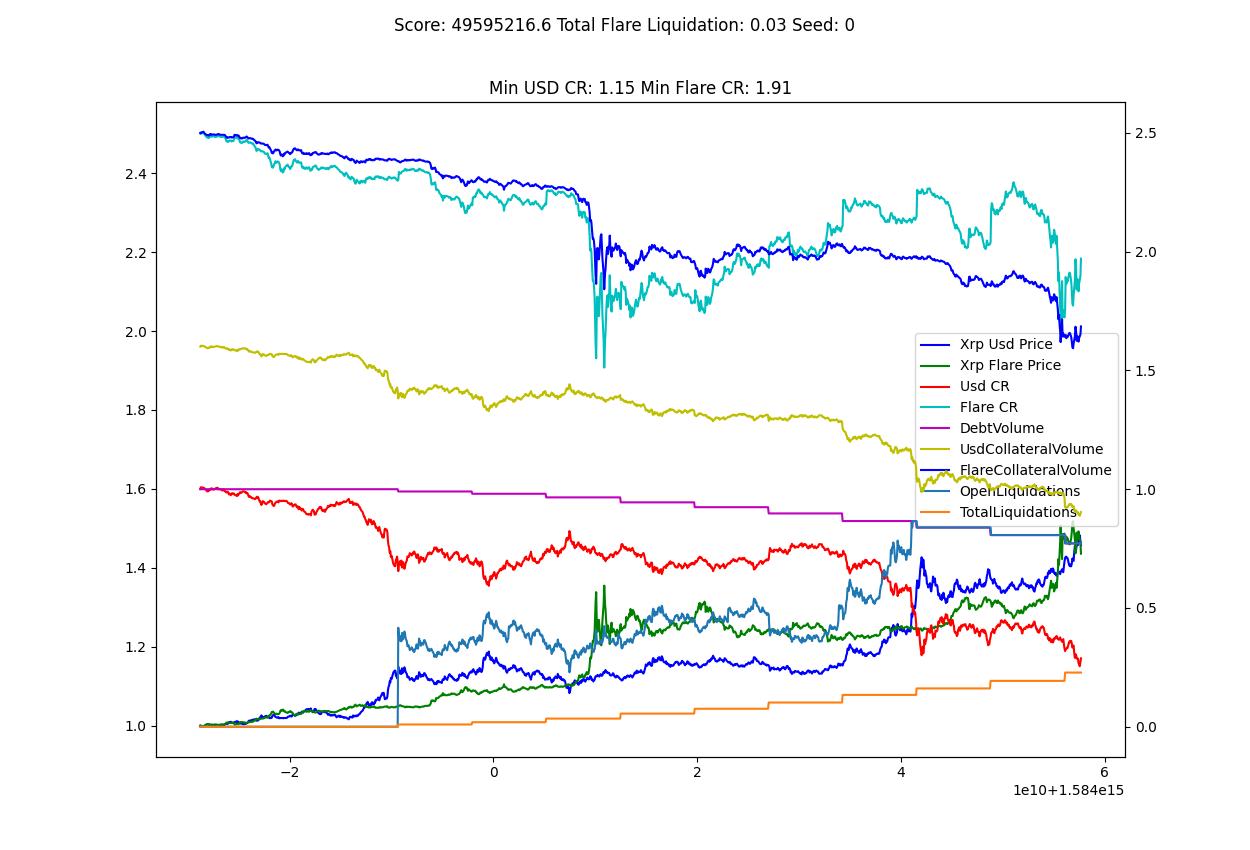 Score: 49595216.6 Total Flare Liquidation: 0.03 Seed: 0
Min USD CR: 1.15 Min Flare CR: 1.91
2.4
2.2
2.0
1.8
1.6
1.4
1.2
1.0
2.5
2.0
1.5
1.0
0.5
0.0
Xrp Usd Price
Xrp Flare Price
Usd CR
Flare CR
DebtVolume
UsdCollateralVolume
FlareCollateralVolume
OpenLiquidations
TotalLiquidations
−2
0
2
4
6
1e10+1.584e15